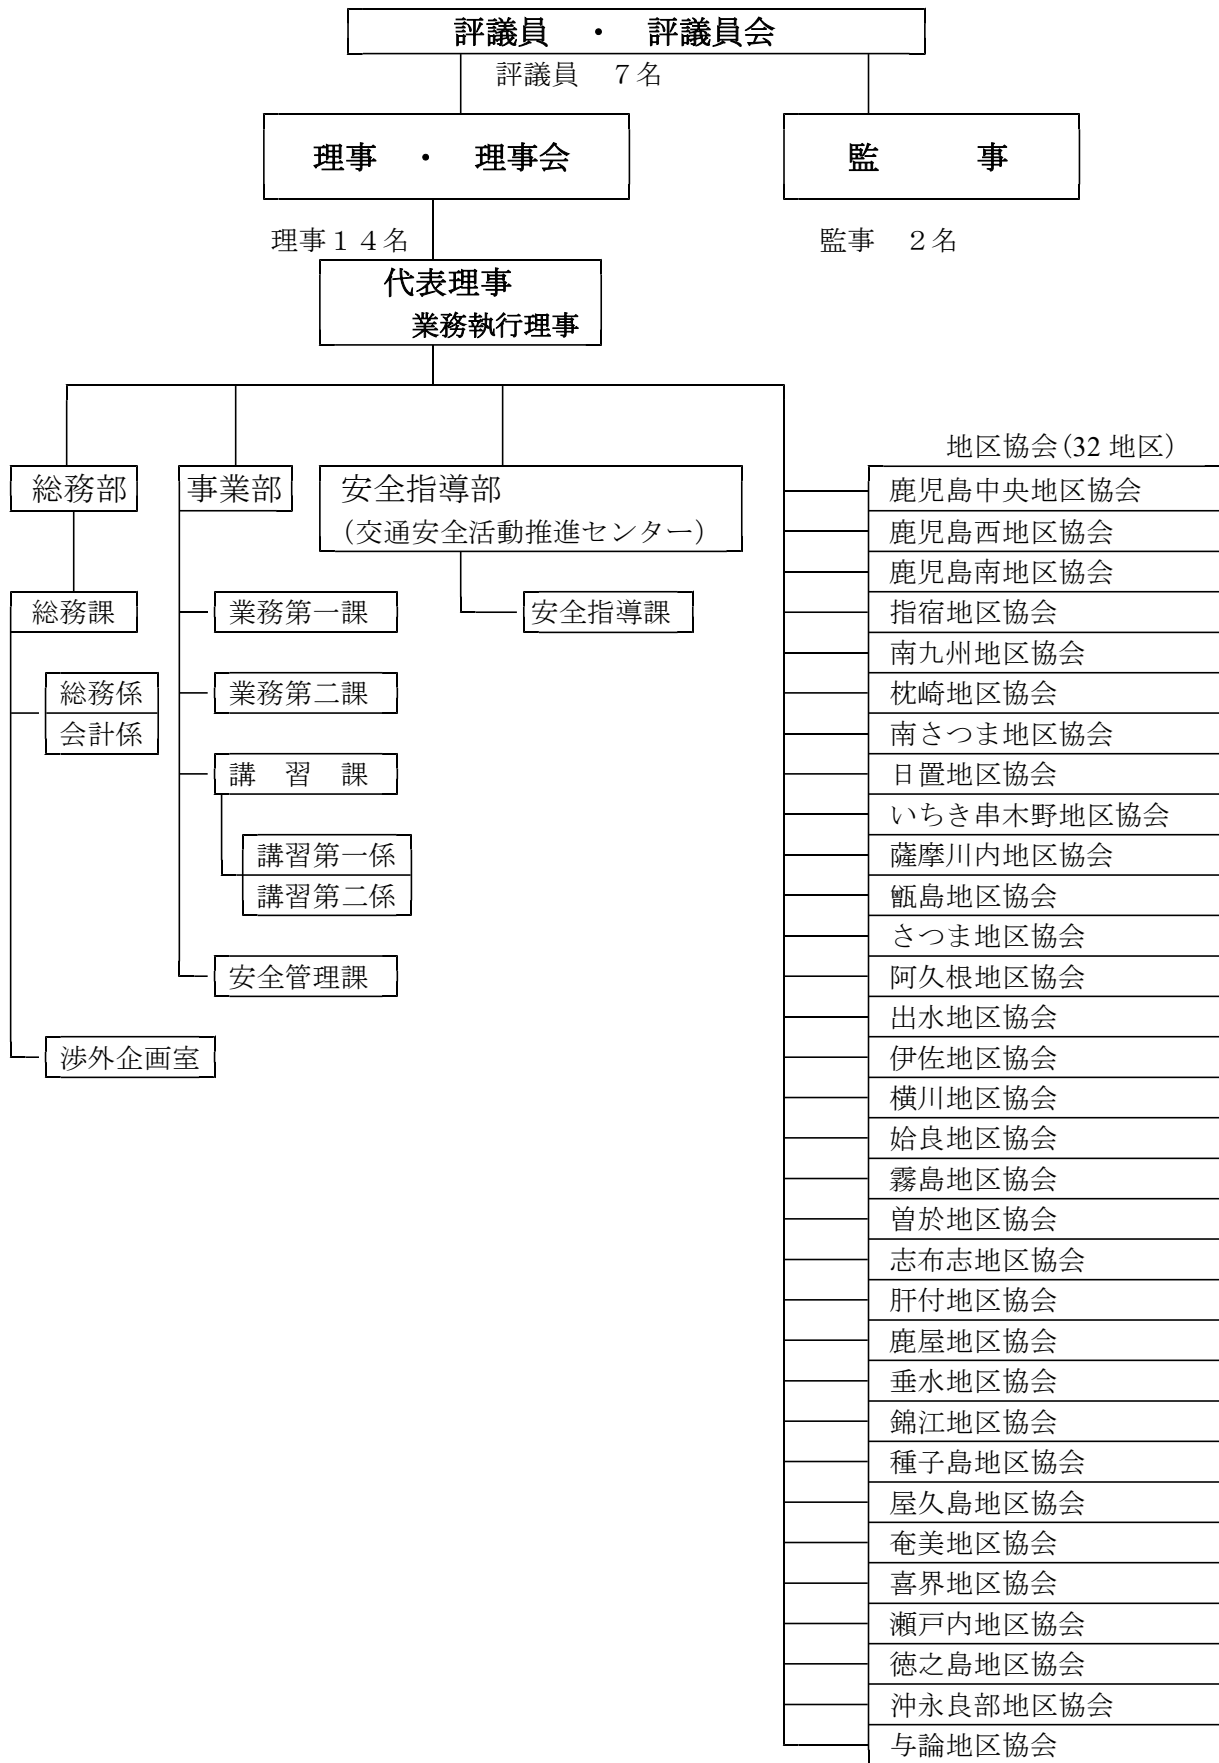 評議員　・　評議員会
評議員　７名
理事　・　理事会
監　　　事
理事１４名
監事　２名
代表理事
業務執行理事
総務部
総務課
総務係
会計係
渉外企画室
事業部
業務第一課
業務第二課
講　習　課
講習第一係
講習第二係
安全管理課
安全指導部
（交通安全活動推進センター）
安全指導課
地区協会（32 地区）
鹿児島中央地区協会
鹿児島西地区協会
鹿児島南地区協会
指宿地区協会
南九州地区協会
枕崎地区協会
南さつま地区協会
日置地区協会
いちき串木野地区協会
薩摩川内地区協会
甑島地区協会
さつま地区協会
阿久根地区協会
出水地区協会
伊佐地区協会
横川地区協会
姶良地区協会
霧島地区協会
曽於地区協会
志布志地区協会
肝付地区協会
鹿屋地区協会
垂水地区協会
錦江地区協会
種子島地区協会
屋久島地区協会
奄美地区協会
喜界地区協会
瀬戸内地区協会
徳之島地区協会
沖永良部地区協会
与論地区協会